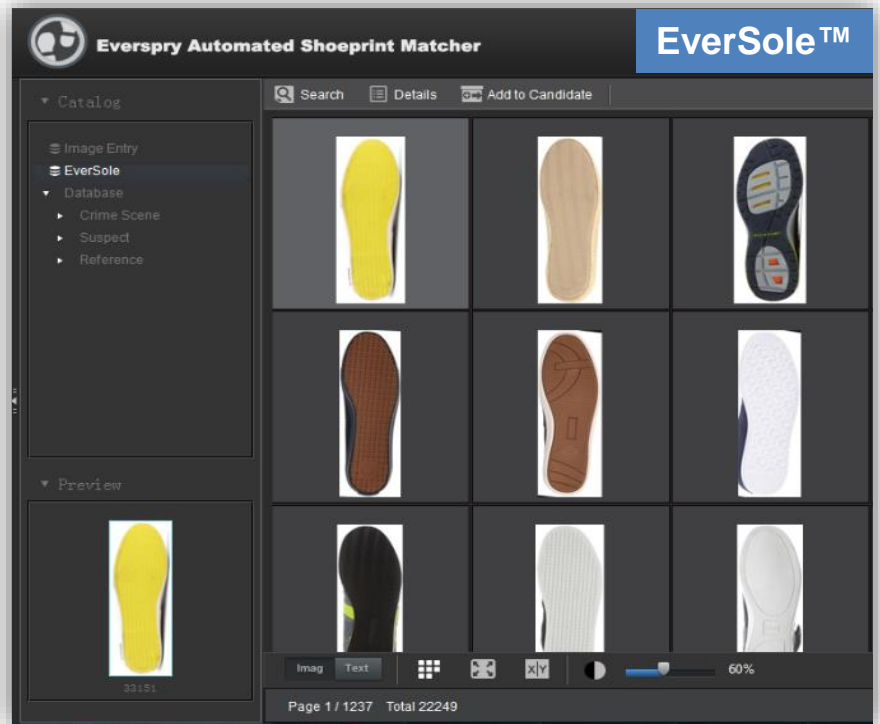 Everspry Automated Shoeprint Matcher
EverSole™
Catalog
Image Entry
EverSole
Database
Crime Scene
Suspect
Reference
Search Details Add to Candidate
Preview
33151
Imag Text X|Y 60%
Page 1 / 1237 Total 22249